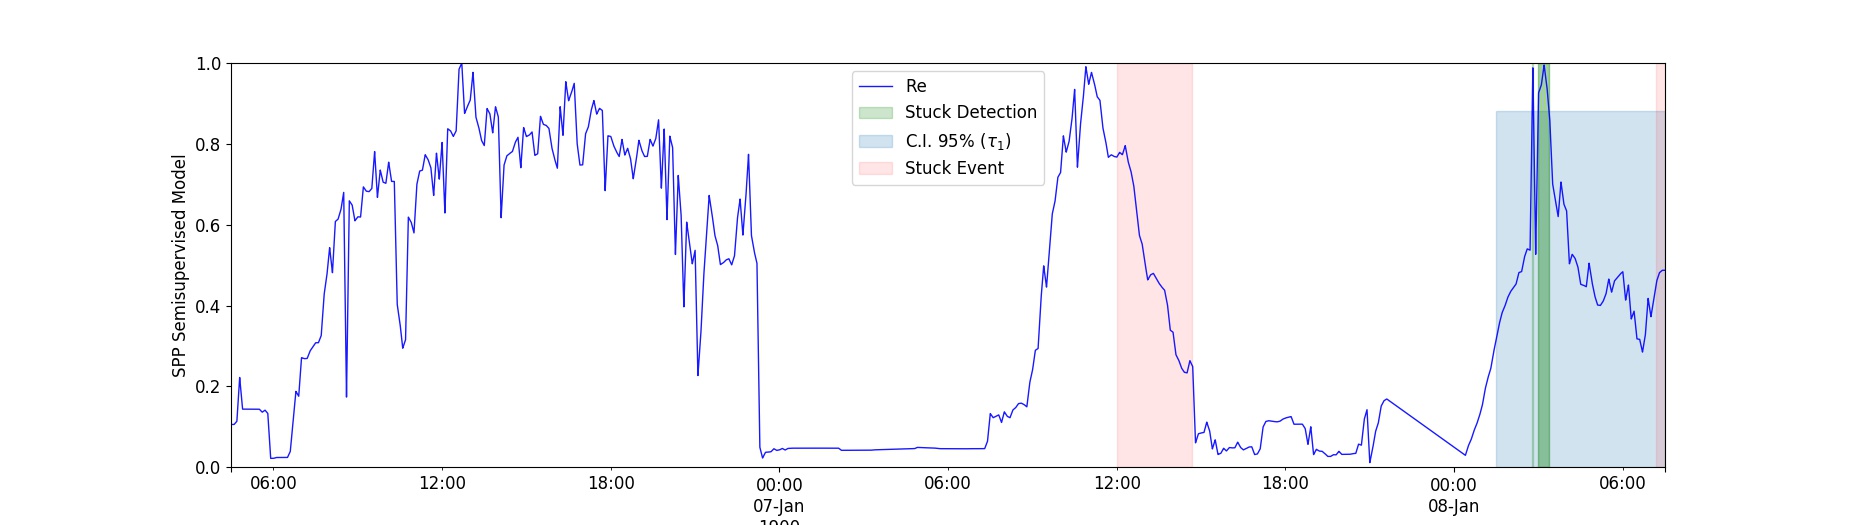 SPP Semisupervised Model
1.0
0.8
0.6
0.4
0.2
0.0
Re
Stuck Detection
C.I. 95% (τ₁)
Stuck Event
06:00 12:00 18:00 00:00 06:00 12:00 18:00 00:00 06:00
07-Jan 08-Jan
1900